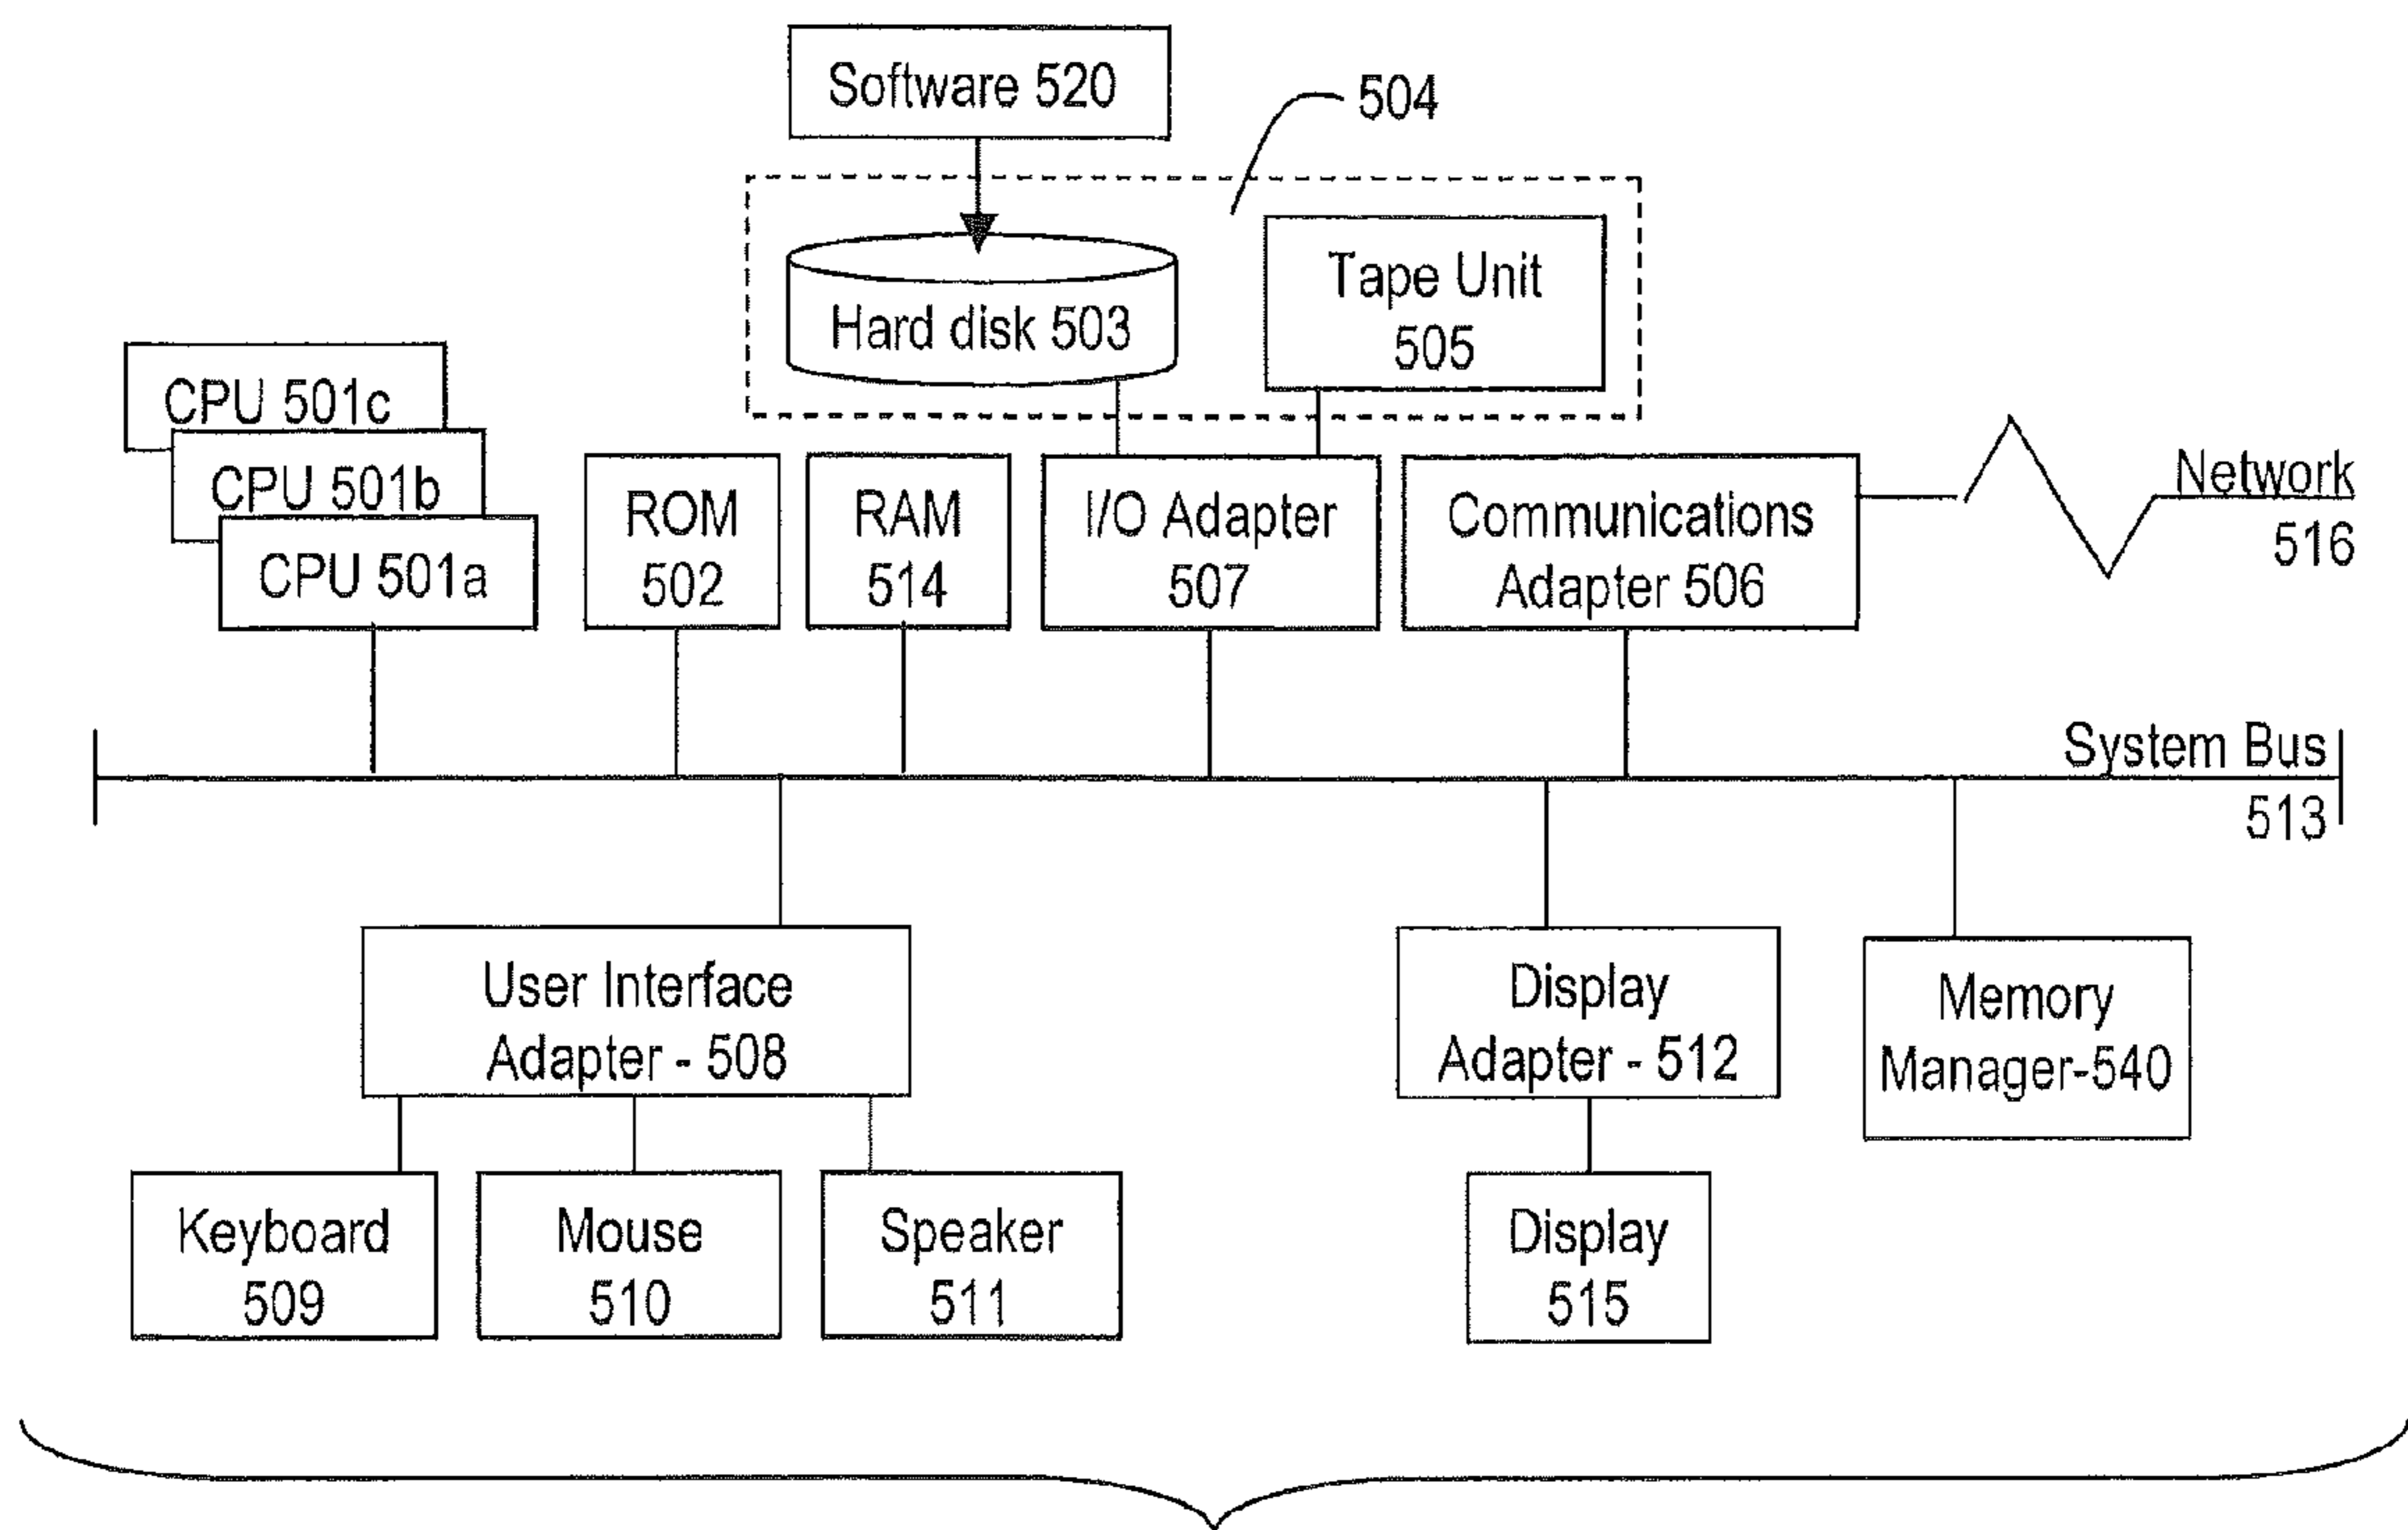 Software 520
504
Hard disk 503
Tape Unit
505
CPU 501c
CPU 501b
CPU 501a
ROM
502
RAM
514
I/O Adapter
507
Communications
Adapter 506
Network
516
System Bus
513
User Interface
Adapter - 508
Display
Adapter - 512
Memory
Manager-540
Keyboard
509
Mouse
510
Speaker
511
Display
515